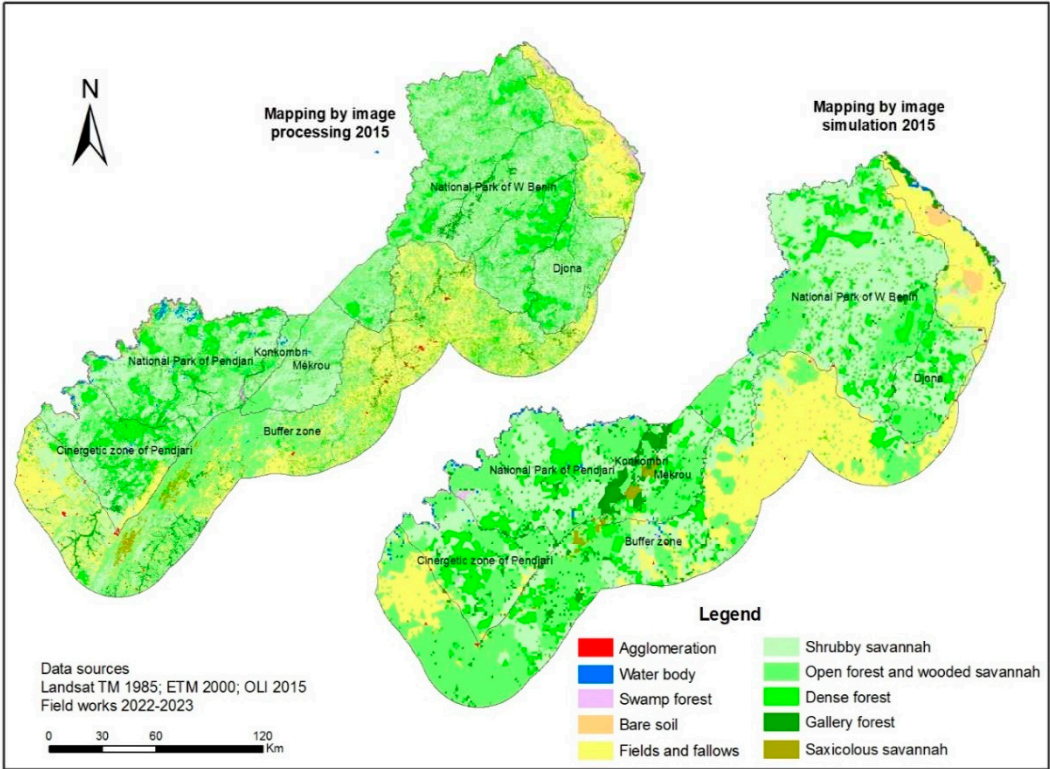 N
Mapping by image
processing 2015
National Park of W Benin
Djona
National Park of Pendjari
Konkombri
Mekrou
Buffer zone
Cinergetic zone of Pendjari
Mapping by image
simulation 2015
National Park of W Benin
Djona
National Park of Pendjari
Konkombri
Mekrou
Buffer zone
Cinergetic zone of Pendjari
Legend
Agglomeration
Water body
Swamp forest
Bare soil
Fields and fallows
Shrubby savannah
Open forest and wooded savannah
Dense forest
Gallery forest
Saxicolous savannah
Data sources
Landsat TM 1985; ETM 2000; OLI 2015
Field works 2022-2023
0 30 60 120
Km